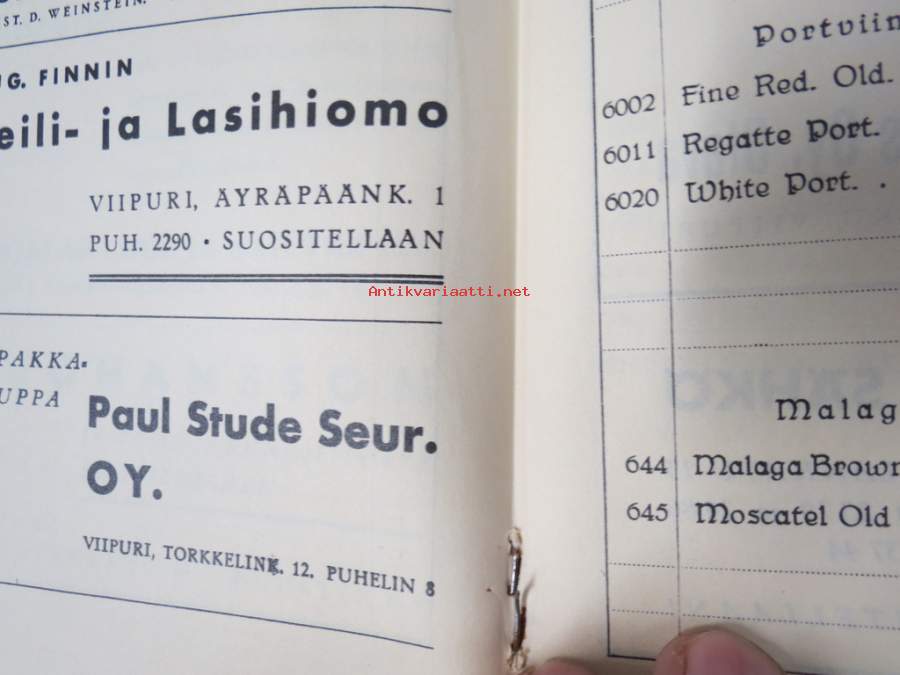 ST. D. WEINSTEIN.
G. FINNIN
eili- ja Lasihiomo
VIIPURI, ÄYRÄPÄÄNK. 1
PUH. 2290 • SUOSITELLAAN
PAKKA-
UPPA
Paul Stude Seur.
OY.
VIIPURI, TORKKELINK. 12. PUHELIN 8
Antikvariaatti.net
Portviin
6002 Fine Red. Old.
6011 Regatte Port.
6020 White Port. .
Malag
644 Malaga Brown
645 Moscatel Old